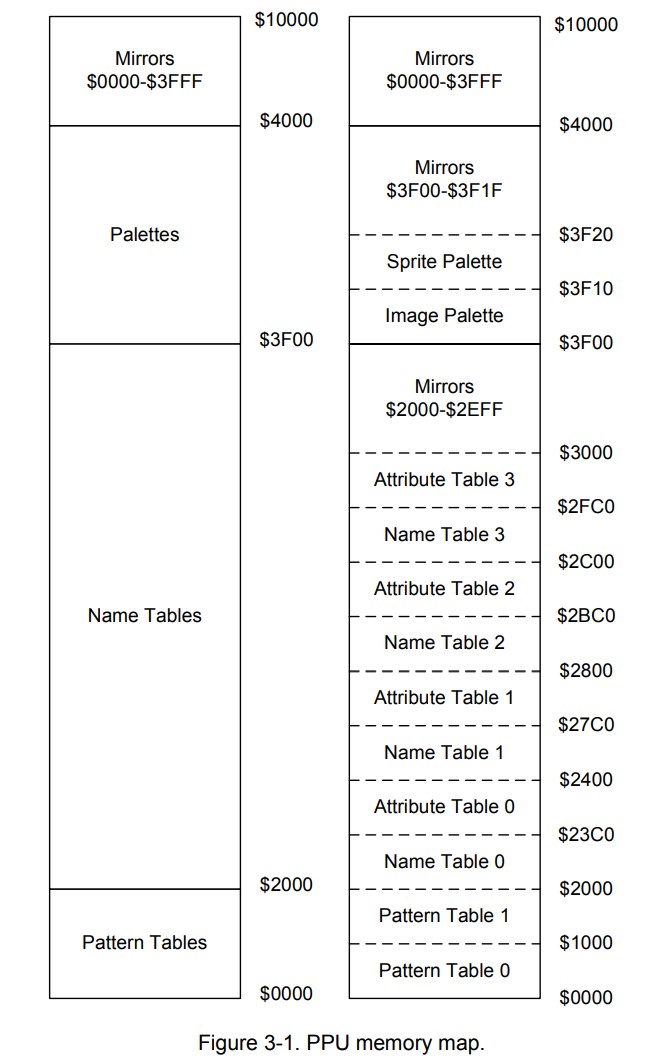 $10000
Mirrors
$0000-$3FFF
$4000
Palettes
$3F00
Name Tables
$2000
Pattern Tables
$0000
$10000
Mirrors
$0000-$3FFF
$4000
Mirrors
$3F00-$3F1F
$3F20
Sprite Palette
$3F10
Image Palette
$3F00
Mirrors
$2000-$2EFF
$3000
Attribute Table 3
$2FC0
Name Table 3
$2C00
Attribute Table 2
$2BC0
Name Table 2
$2800
Attribute Table 1
$27C0
Name Table 1
$2400
Attribute Table 0
$23C0
Name Table 0
$2000
Pattern Table 1
$1000
Pattern Table 0
$0000
Figure 3-1. PPU memory map.